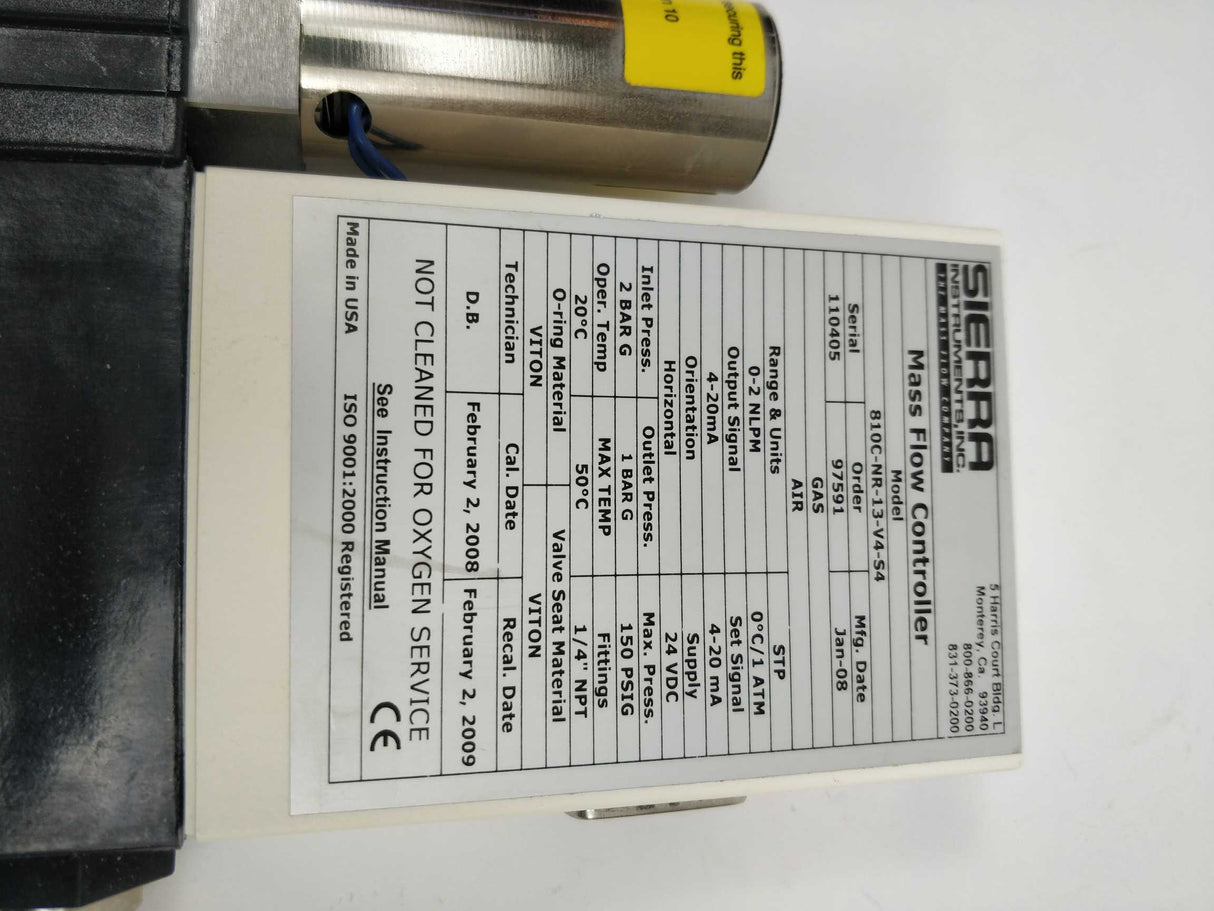 SIERRA
INSTRUMENTS, INC.
THE MASS FLOW COMPANY
5 Harris Court Bldg. L
Monterey, Ca. 93940
800-866-0200
831-373-0200
Mass Flow Controller
Model
810C-NR-13-V4-S4
Serial Order Mfg. Date
110405 97591 Jan-08
GAS
AIR
Range & Units STP
0-2 NLPM 0°C/1 ATM
Output Signal Set Signal
4-20mA 4-20 mA
Orientation Supply
Horizontal 24 VDC
Inlet Press. Outlet Press. Max. Press.
2 BAR G 1 BAR G 150 PSIG
Oper. Temp MAX TEMP Fittings
20°C 50°C 1/4" NPT
O-ring Material Valve Seat Material
VITON VITON
Technician Cal. Date Recal. Date
D.B. February 2, 2008 February 2, 2009
NOT CLEANED FOR OXYGEN SERVICE
See Instruction Manual CE
Made in USA ISO 9001:2000 Registered
securing this
10